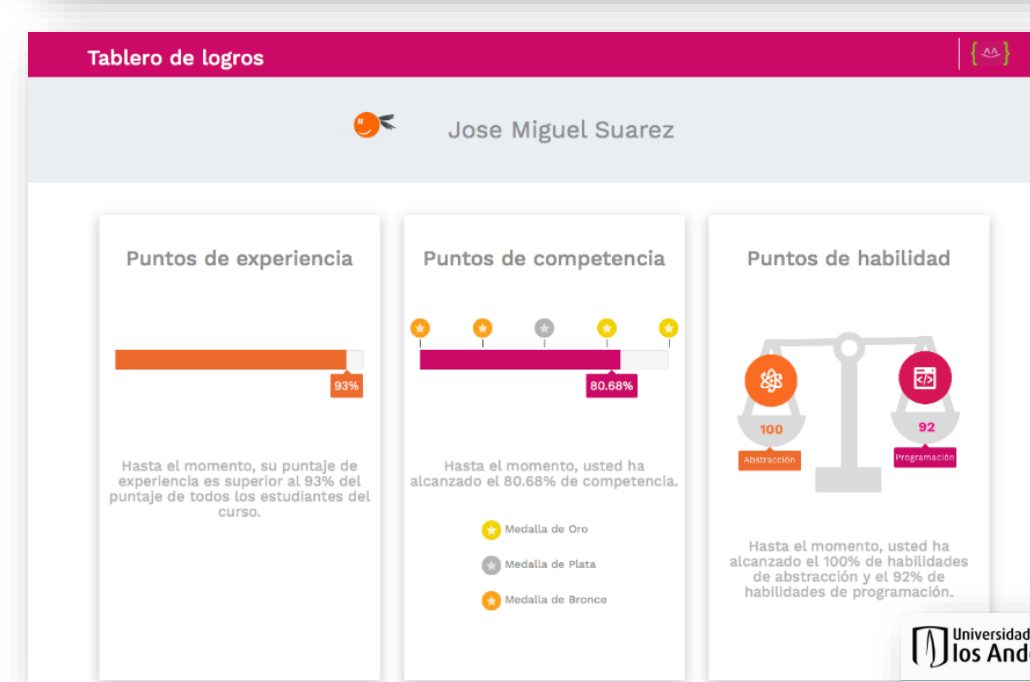 Tablero de logros
{^^}
Jose Miguel Suarez
Puntos de experiencia
93%
Hasta el momento, su puntaje de
experiencia es superior al 93% del
puntaje de todos los estudiantes del
curso.
Puntos de competencia
80.68%
Hasta el momento, usted ha
alcanzado el 80.68% de competencia.
Medalla de Oro
Medalla de Plata
Medalla de Bronce
Puntos de habilidad
</>
100
92
Abstracción
Programación
Hasta el momento, usted ha
alcanzado el 100% de habilidades
de abstracción y el 92% de
habilidades de programación.
Universidad
los And